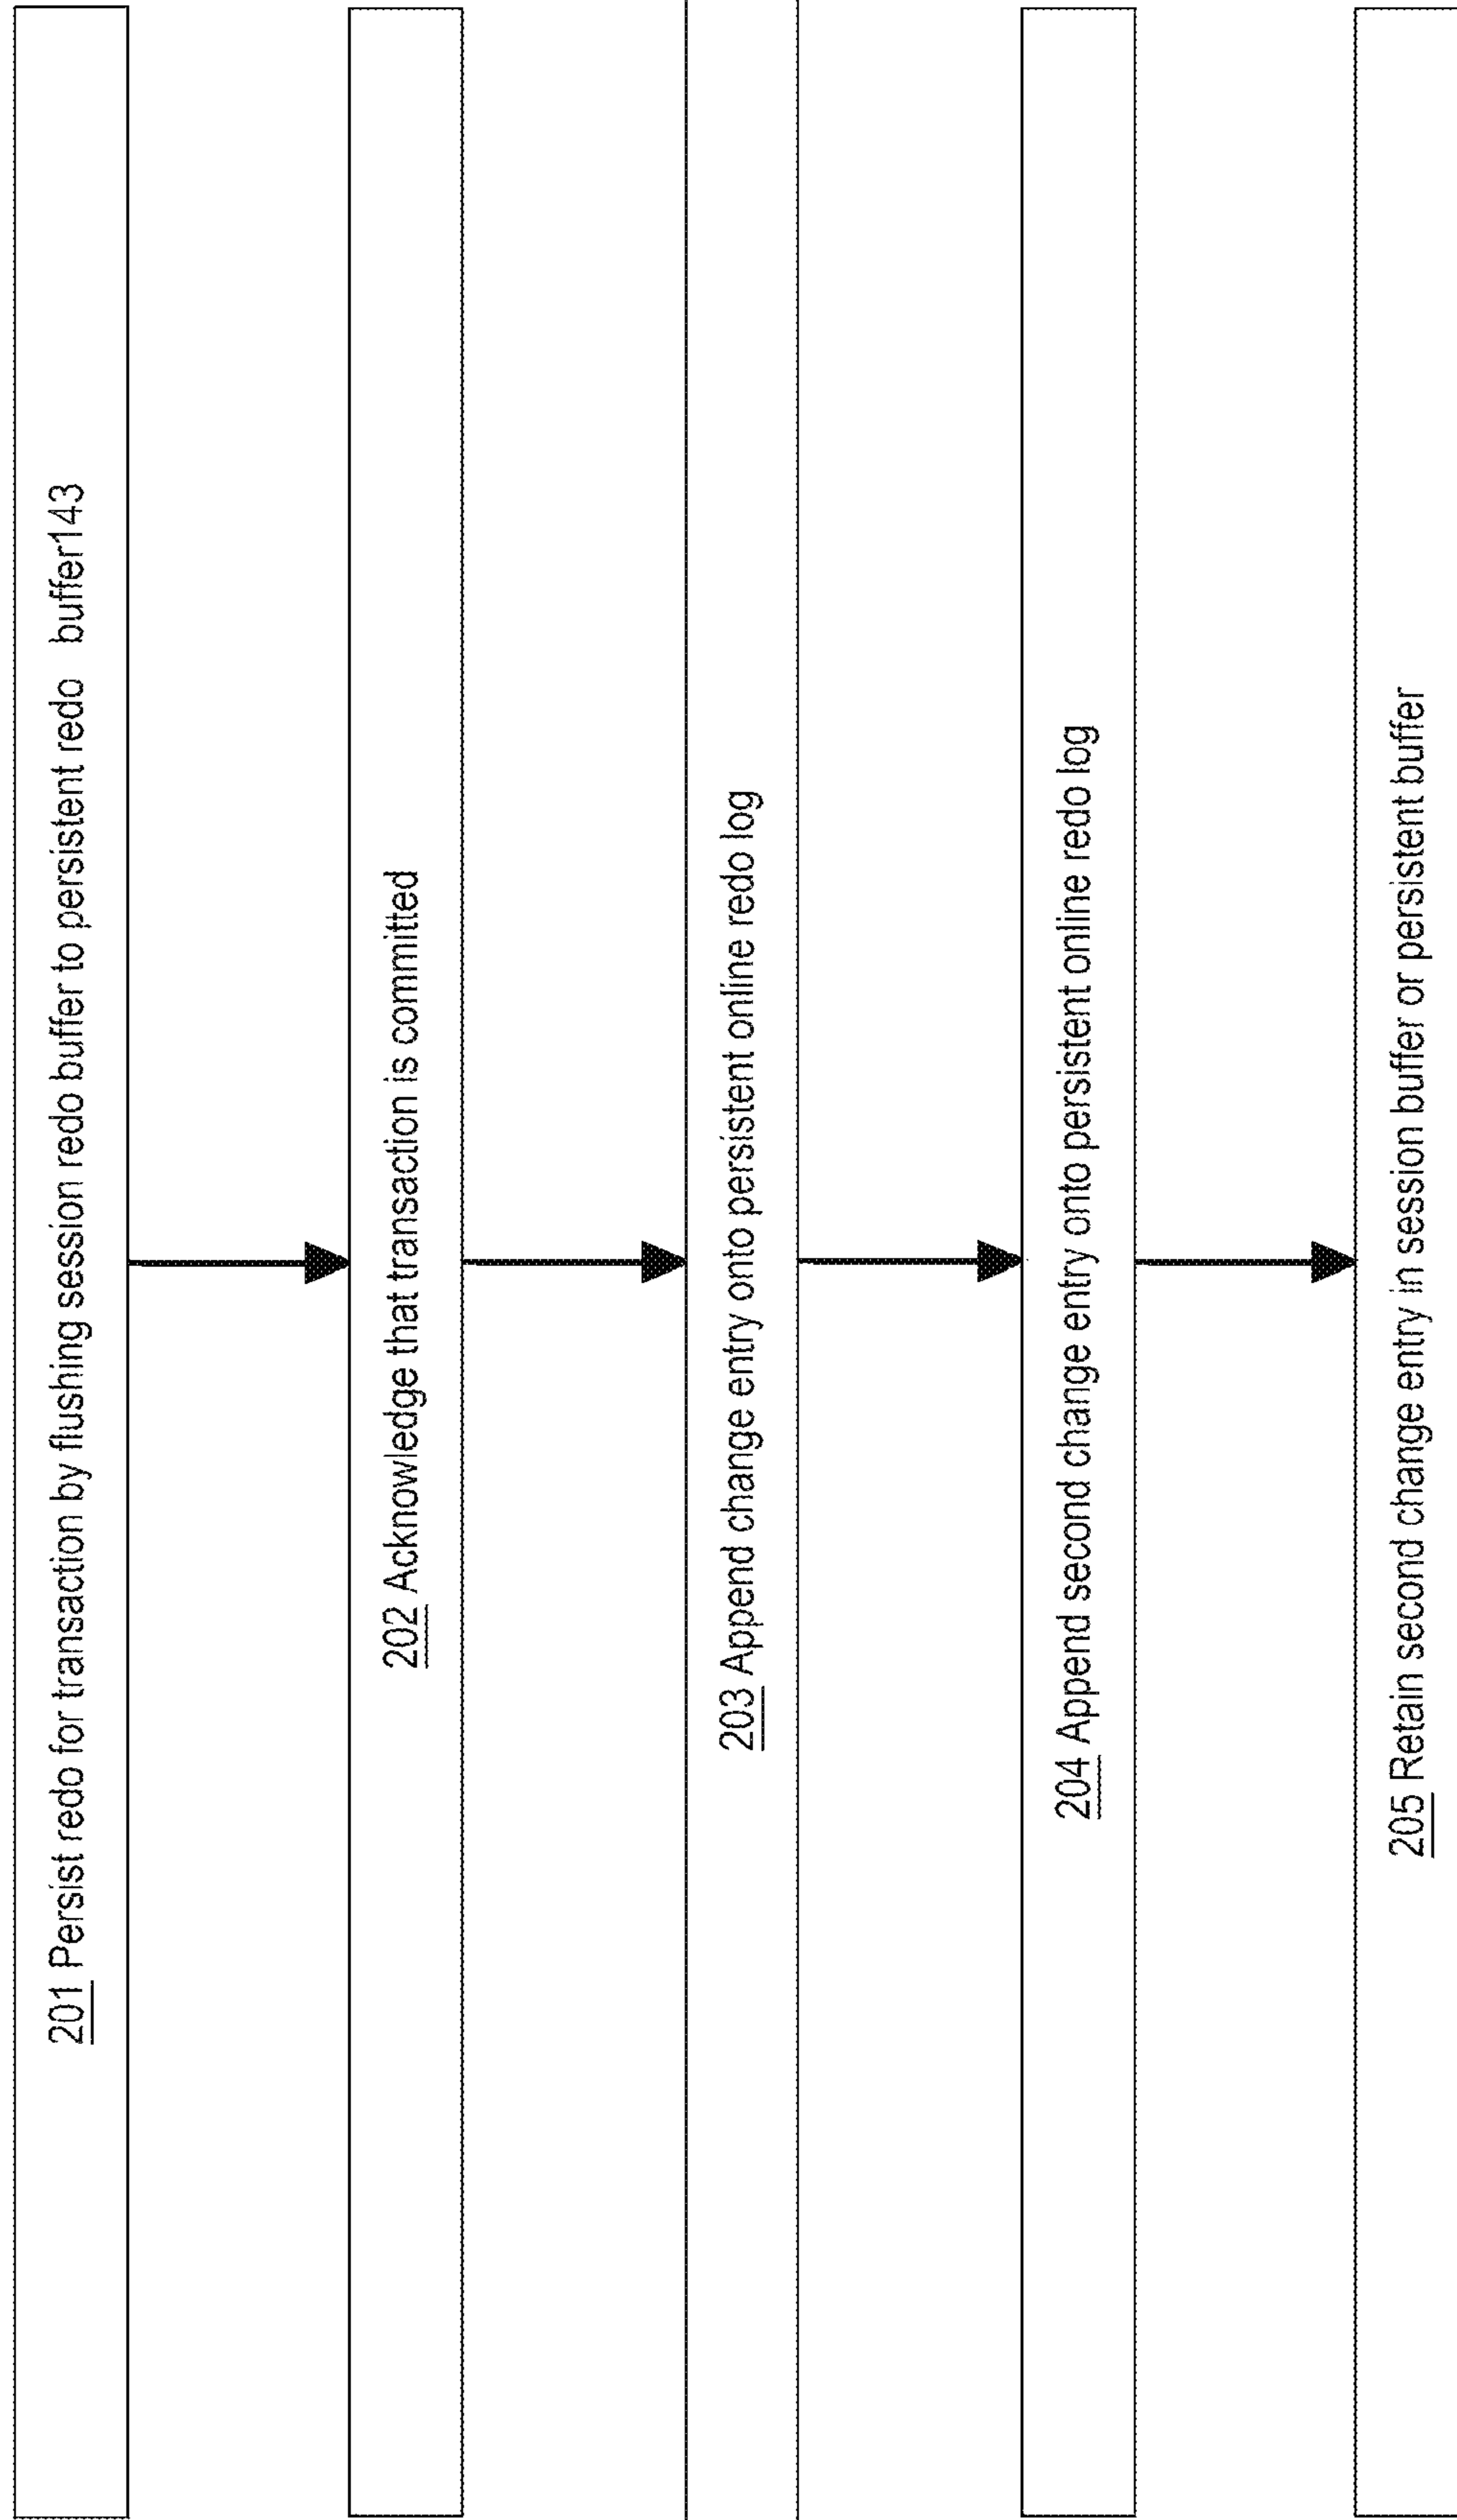 201 Persist redo for transaction by flushing session redo buffer to persistent redo buffer143
202 Acknowledge that transaction is committed
203 Append change entry onto persistent online redo log
204 Append second change entry onto persistent online redo log
205 Retain second change entry in session buffer or persistent buffer